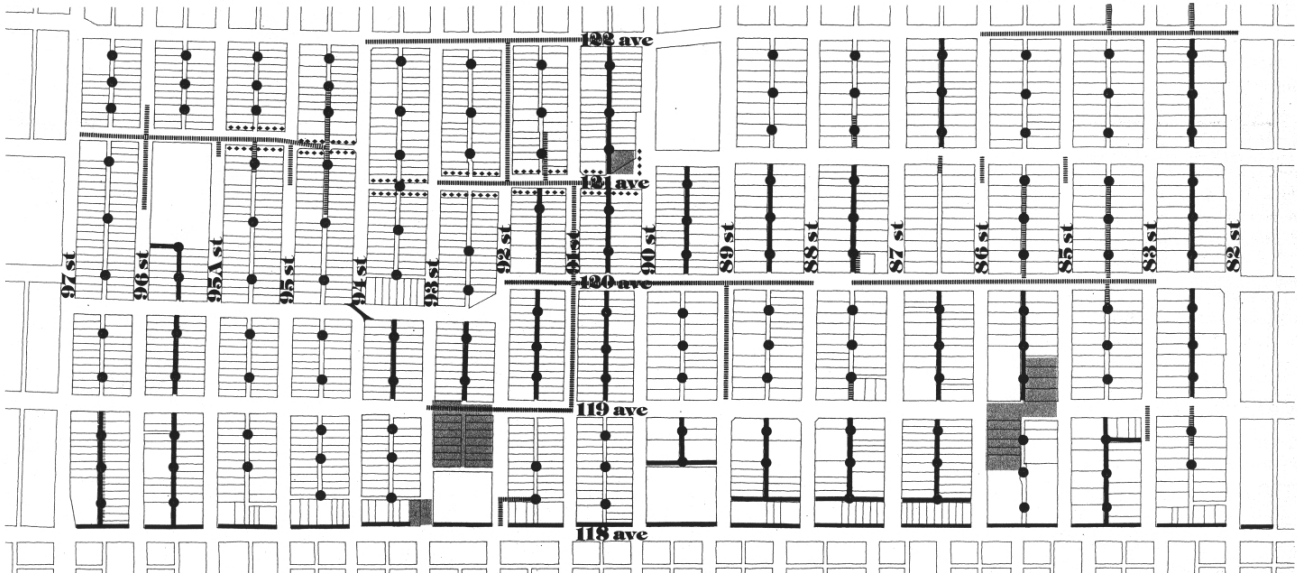 122 ave
121 ave
97 st
96 st
95A st
95 st
94 st
93 st
92 st
91 st
90 st
89 st
88 st
87 st
86 st
85 st
83 st
82 st
120 ave
119 ave
118 ave